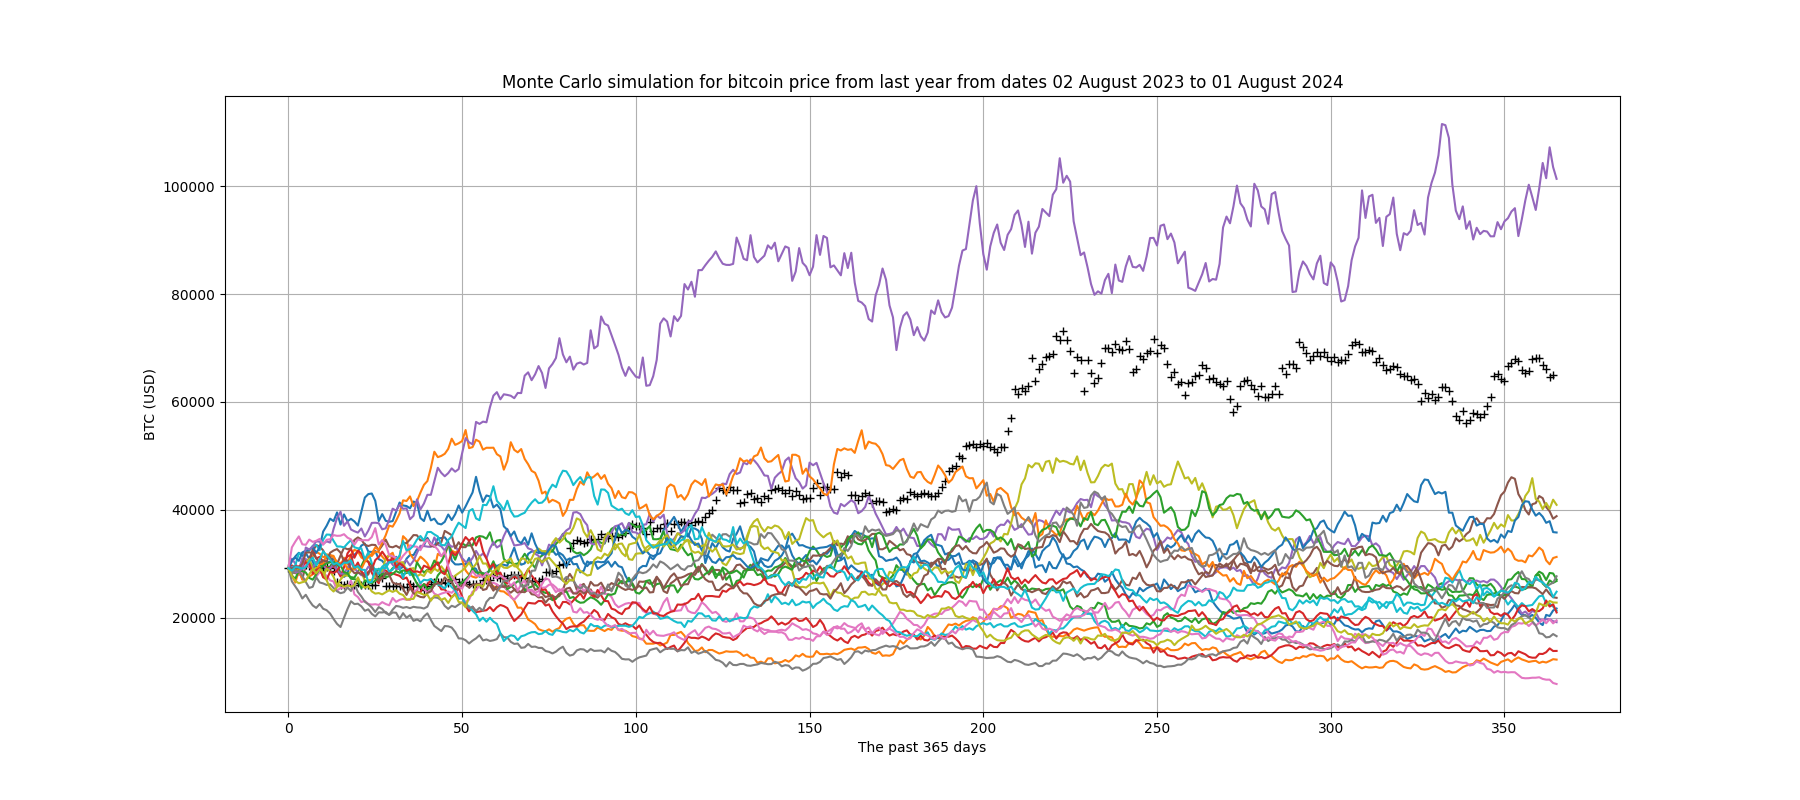 Monte Carlo simulation for bitcoin price from last year from dates 02 August 2023 to 01 August 2024
100000
80000
60000
40000
20000
BTC (USD)
0 50 100 150 200 250 300 350
The past 365 days